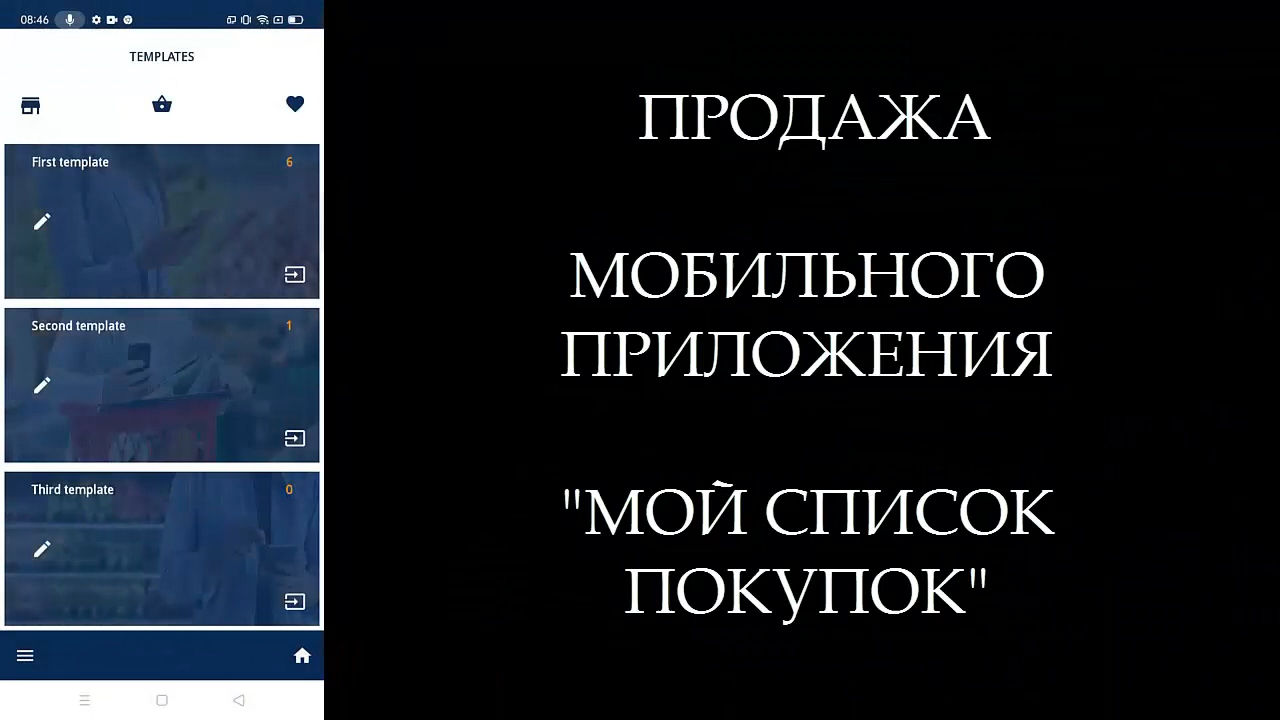 08:46
TEMPLATES
First template 6
Second template 1
Third template 0
ПРОДАЖА
МОБИЛЬНОГО
ПРИЛОЖЕНИЯ
"МОЙ СПИСОК
ПОКУПОК"